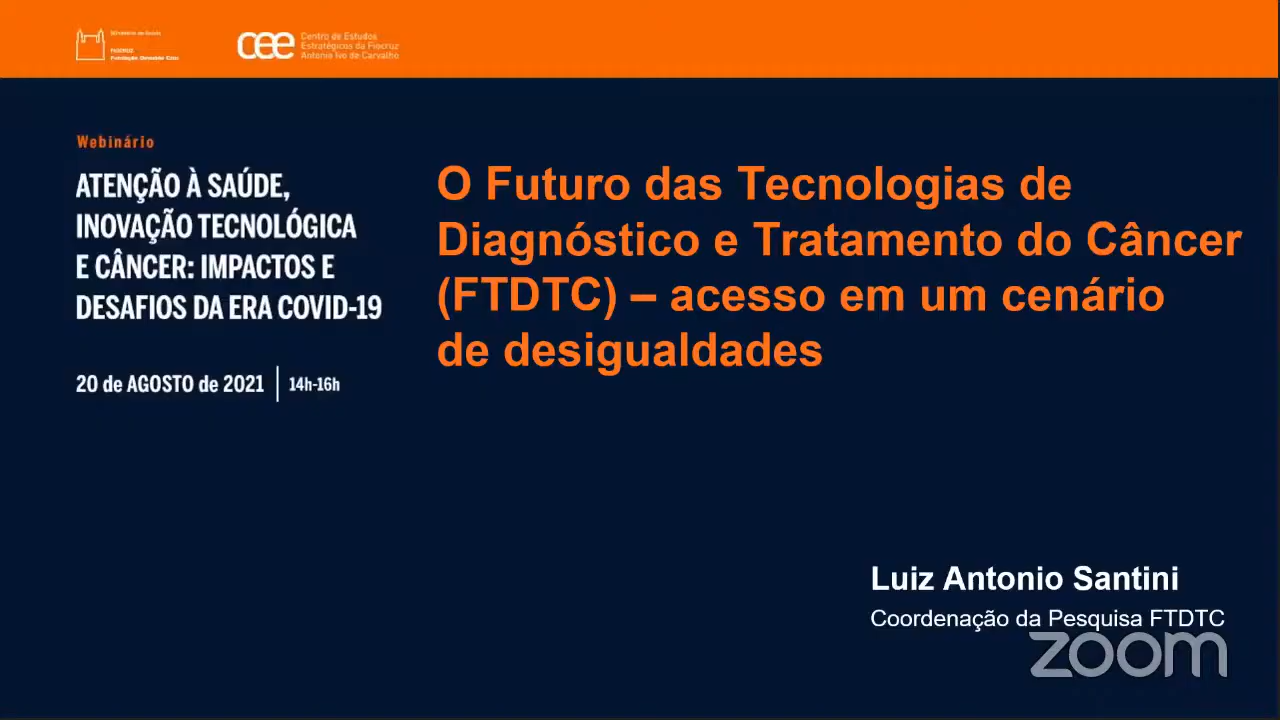 Ministério da Saúde
FIOCRUZ
Fundação Oswaldo Cruz
cee
Centro de Estudos
Estratégicos da Fiocruz
Antonio Ivo de Carvalho
Webinário
ATENÇÃO À SAÚDE,
INOVAÇÃO TECNOLÓGICA
E CÂNCER: IMPACTOS E
DESAFIOS DA ERA COVID-19
20 de AGOSTO de 2021 | 14h-16h
O Futuro das Tecnologias de
Diagnóstico e Tratamento do Câncer
(FTDTC) – acesso em um cenário
de desigualdades
Luiz Antonio Santini
Coordenação da Pesquisa FTDTC
zoom